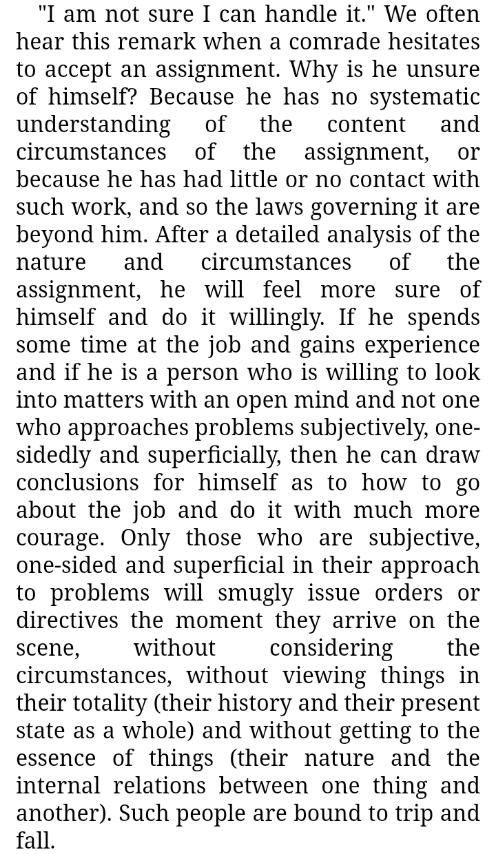 "I am not sure I can handle it." We often
hear this remark when a comrade hesitates
to accept an assignment. Why is he unsure
of himself? Because he has no systematic
understanding of the content and
circumstances of the assignment, or
because he has had little or no contact with
such work, and so the laws governing it are
beyond him. After a detailed analysis of the
nature and circumstances of the
assignment, he will feel more sure of
himself and do it willingly. If he spends
some time at the job and gains experience
and if he is a person who is willing to look
into matters with an open mind and not one
who approaches problems subjectively, one-
sidedly and superficially, then he can draw
conclusions for himself as to how to go
about the job and do it with much more
courage. Only those who are subjective,
one-sided and superficial in their approach
to problems will smugly issue orders or
directives the moment they arrive on the
scene, without considering the
circumstances, without viewing things in
their totality (their history and their present
state as a whole) and without getting to the
essence of things (their nature and the
internal relations between one thing and
another). Such people are bound to trip and
fall.